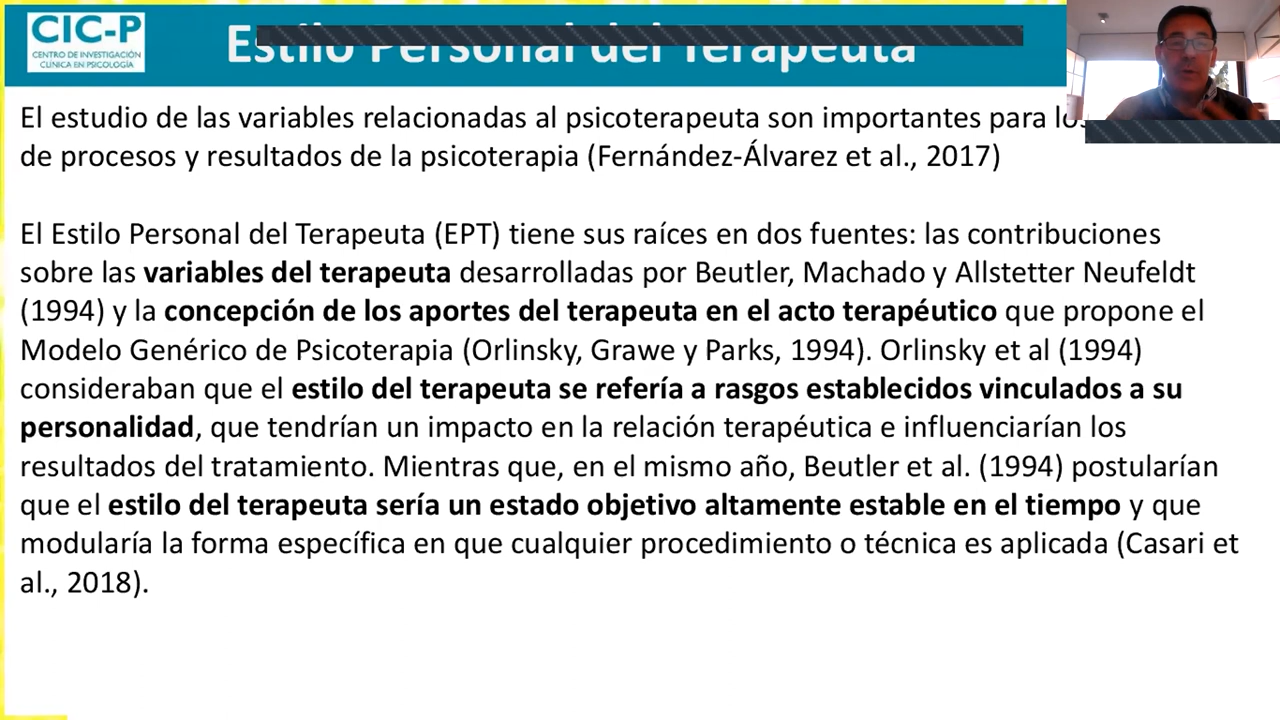 CIC-P
CENTRO DE INVESTIGACIÓN
CLÍNICA EN PSICOLOGÍA
Estilo Personal del Terapeuta
El estudio de las variables relacionadas al psicoterapeuta son importantes para los
de procesos y resultados de la psicoterapia (Fernández-Álvarez et al., 2017)
El Estilo Personal del Terapeuta (EPT) tiene sus raíces en dos fuentes: las contribuciones
sobre las variables del terapeuta desarrolladas por Beutler, Machado y Allstetter Neufeldt
(1994) y la concepción de los aportes del terapeuta en el acto terapéutico que propone el
Modelo Genérico de Psicoterapia (Orlinsky, Grawe y Parks, 1994). Orlinsky et al (1994)
consideraban que el estilo del terapeuta se refería a rasgos establecidos vinculados a su
personalidad, que tendrían un impacto en la relación terapéutica e influenciarían los
resultados del tratamiento. Mientras que, en el mismo año, Beutler et al. (1994) postularían
que el estilo del terapeuta sería un estado objetivo altamente estable en el tiempo y que
modularía la forma específica en que cualquier procedimiento o técnica es aplicada (Casari et
al., 2018).